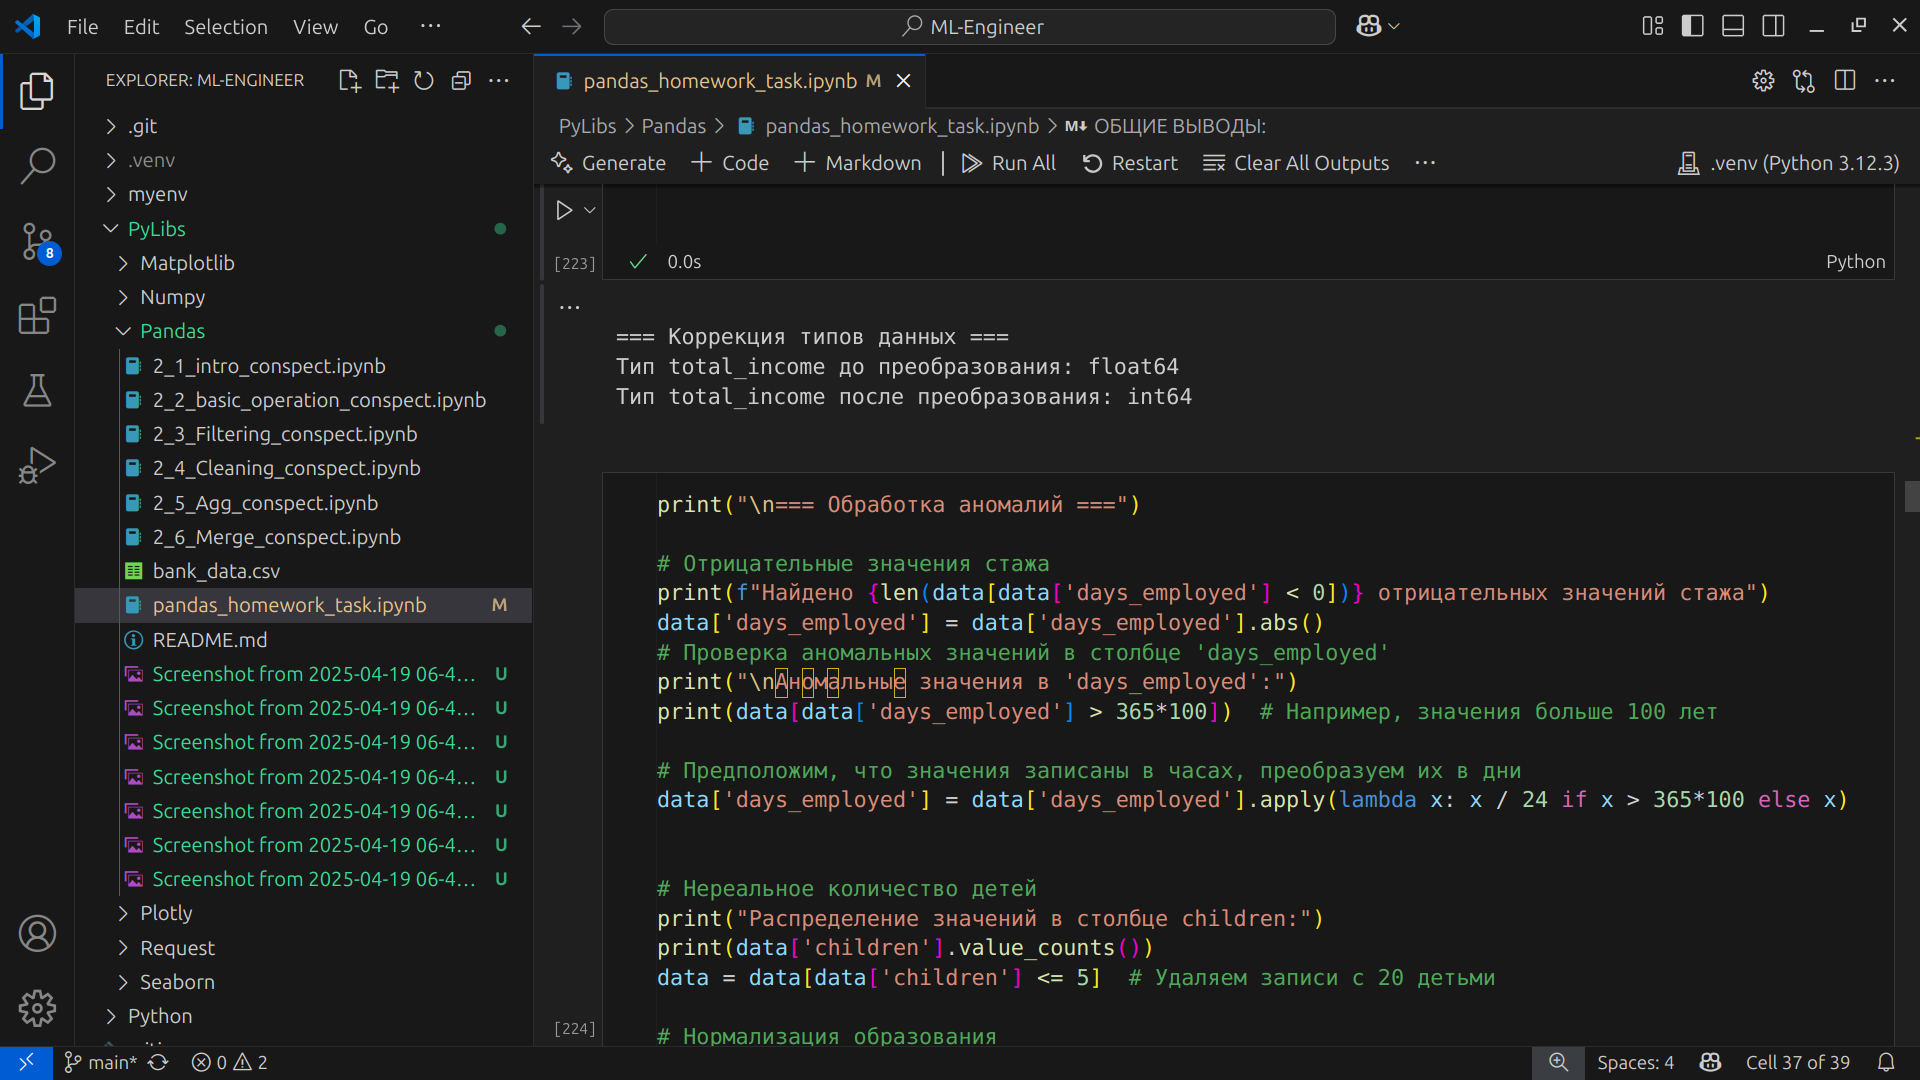 File Edit Selection View Go ··· ML-Engineer
EXPLORER: ML-ENGINEER
.git
.venv
myenv
PyLibs
Matplotlib
Numpy
Pandas
2_1_intro_conspect.ipynb
2_2_basic_operation_conspect.ipynb
2_3_Filtering_conspect.ipynb
2_4_Cleaning_conspect.ipynb
2_5_Agg_conspect.ipynb
2_6_Merge_conspect.ipynb
bank_data.csv
pandas_homework_task.ipynb M
README.md
Screenshot from 2025-04-19 06-4... U
Screenshot from 2025-04-19 06-4... U
Screenshot from 2025-04-19 06-4... U
Screenshot from 2025-04-19 06-4... U
Screenshot from 2025-04-19 06-4... U
Screenshot from 2025-04-19 06-4... U
Screenshot from 2025-04-19 06-4... U
Plotly
Request
Seaborn
Python
8
pandas_homework_task.ipynb M
PyLibs > Pandas > pandas_homework_task.ipynb > M↓ ОБЩИЕ ВЫВОДЫ:
Generate + Code + Markdown | Run All Restart Clear All Outputs ··· .venv (Python 3.12.3)
[223] 0.0s Python
=== Коррекция типов данных ===
Тип total_income до преобразования: float64
Тип total_income после преобразования: int64
print("\n=== Обработка аномалий ===")
# Отрицательные значения стажа
print(f"Найдено {len(data[data['days_employed'] < 0])} отрицательных значений стажа")
data['days_employed'] = data['days_employed'].abs()
# Проверка аномальных значений в столбце 'days_employed'
print("\nАномальные значения в 'days_employed':")
print(data[data['days_employed'] > 365*100])  # Например, значения больше 100 лет
# Предположим, что значения записаны в часах, преобразуем их в дни
data['days_employed'] = data['days_employed'].apply(lambda x: x / 24 if x > 365*100 else x)
# Нереальное количество детей
print("Распределение значений в столбце children:")
print(data['children'].value_counts())
data = data[data['children'] <= 5]  # Удаляем записи с 20 детьми
# Нормализация образования
[224]
main* 0 2 Spaces: 4 Cell 37 of 39